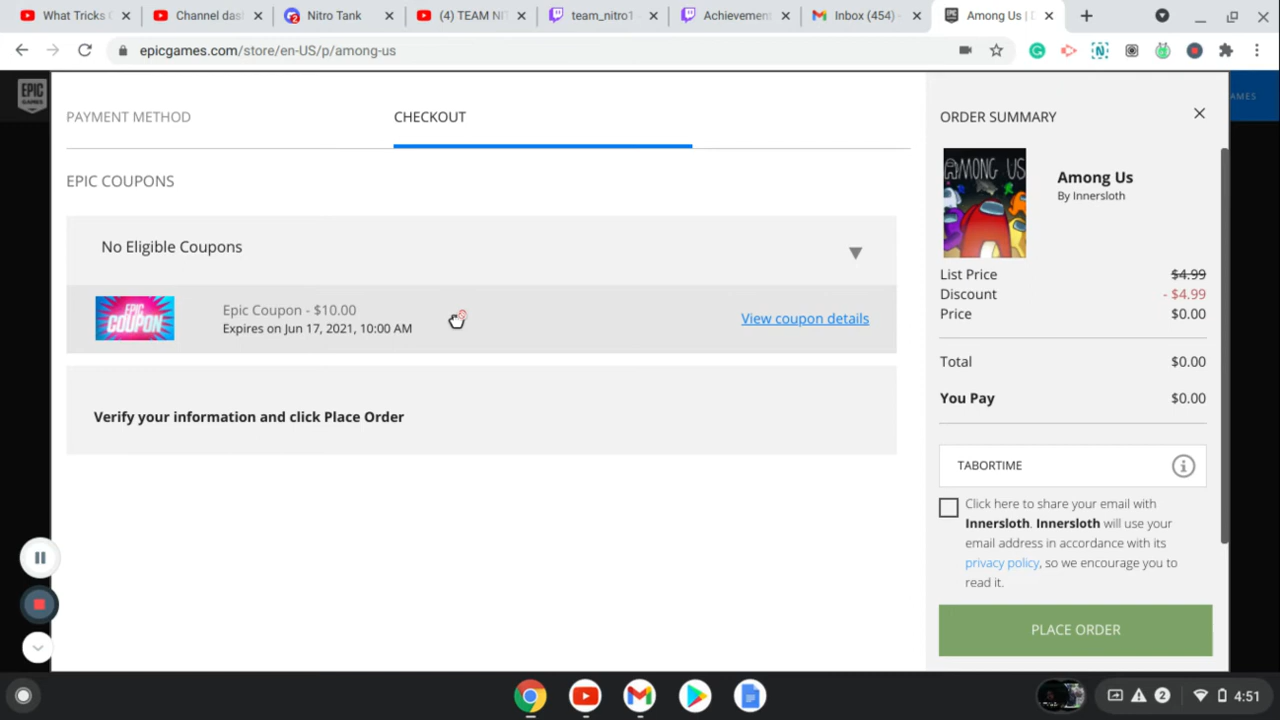 What Tricks C
Channel das
Nitro Tank
(4) TEAM NI
team_nitro1
Achievement
Inbox (454)
Among Us | D
epicgames.com/store/en-US/p/among-us
EPIC
GAMES
AMES
PAYMENT METHOD
CHECKOUT
ORDER SUMMARY
EPIC COUPONS
AMONG US
Among Us
By Innersloth
No Eligible Coupons
List Price
$4.99
Discount
- $4.99
Price
$0.00
EPIC
COUPON
Epic Coupon - $10.00
Expires on Jun 17, 2021, 10:00 AM
View coupon details
Total
$0.00
You Pay
$0.00
Verify your information and click Place Order
TABORTIME
Click here to share your email with
Innersloth. Innersloth will use your
email address in accordance with its
privacy policy, so we encourage you to
read it.
PLACE ORDER
2
4:51